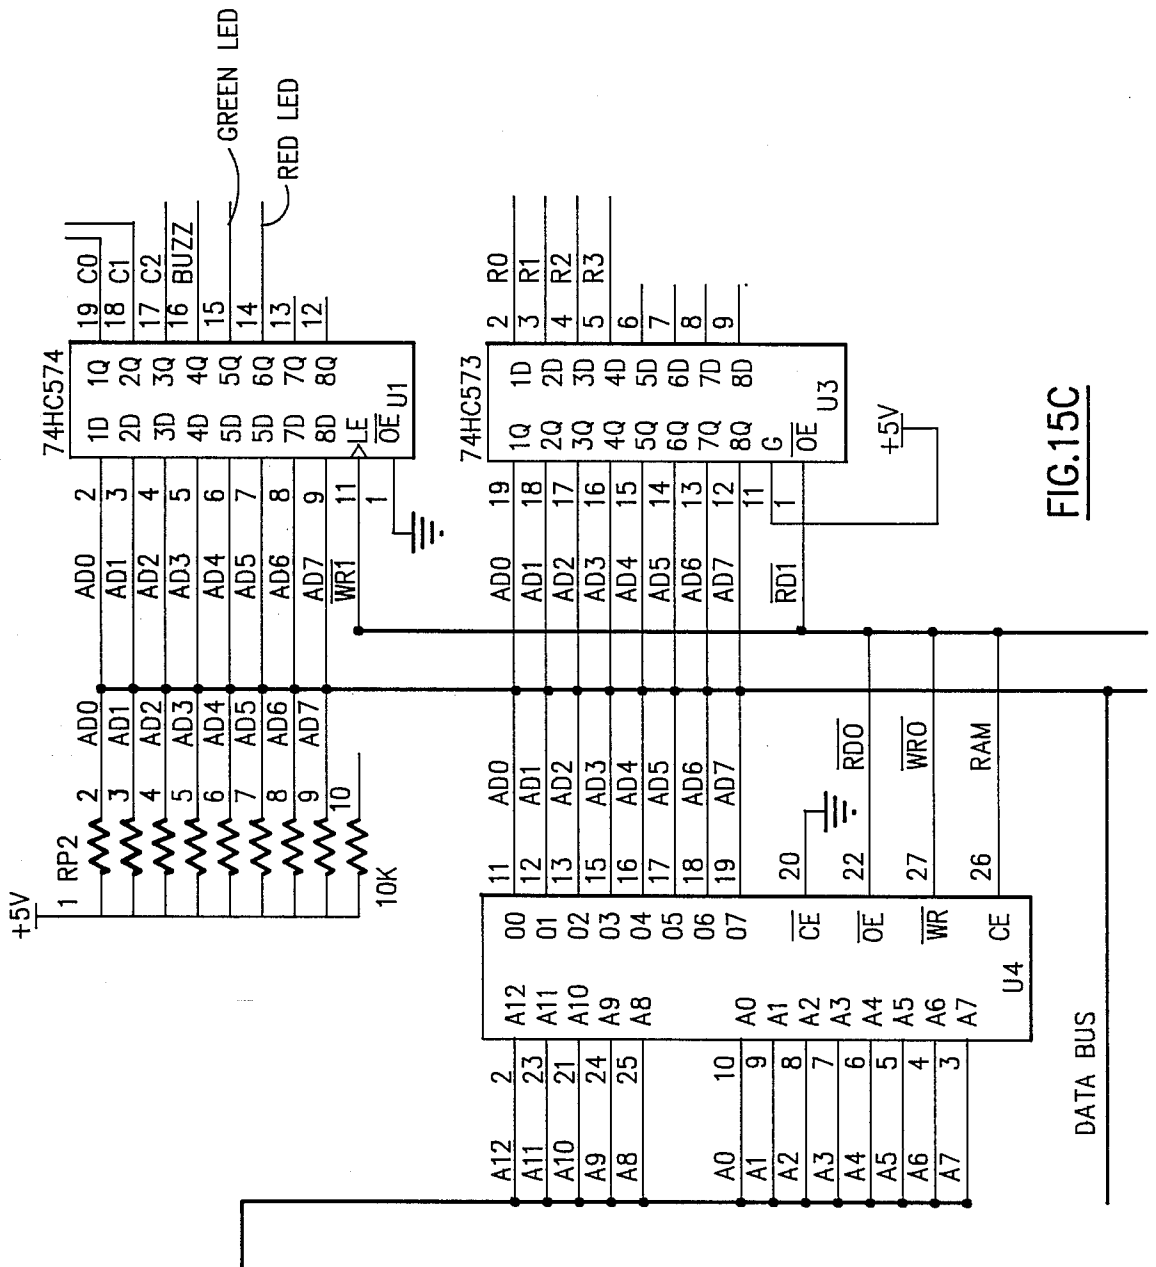 +5V
1 RP2
2 AD0
3 AD1
4 AD2
5 AD3
6 AD4
7 AD5
8 AD6
9 AD7
10
10K
74HC574
AD0 2 1D 1Q 19 C0
AD1 3 2D 2Q 18 C1
AD2 4 3D 3Q 17 C2
AD3 5 4D 4Q 16 BUZZ
AD4 6 5D 5Q 15
AD5 7 5D 6Q 14
AD6 8 7D 7Q 13
AD7 9 8D 8Q 12
WR1 11 LE
1 OE U1
GREEN LED
RED LED
A12 2 A12 O0 11 AD0
A11 23 A11 O1 12 AD1
A10 21 A10 O2 13 AD2
A9 24 A9 O3 15 AD3
A8 25 A8 O4 16 AD4
O5 17 AD5
O6 18 AD6
A0 10 A0 O7 19 AD7
A1 9 A1
A2 8 A2 CE 20
A3 7 A3
A4 6 A4 OE 22 RD0
A5 5 A5
A6 4 A6 WR 27 WR0
A7 3 A7
CE 26 RAM
U4
74HC573
AD0 19 1Q 1D 2 R0
AD1 18 2Q 2D 3 R1
AD2 17 3Q 3D 4 R2
AD3 16 4Q 4D 5 R3
AD4 15 5Q 5D 6
AD5 14 6Q 6D 7
AD6 13 7Q 7D 8
AD7 12 8Q 8D 9
11 G
RD1 1 OE U3
+5V
DATA BUS
FIG.15C